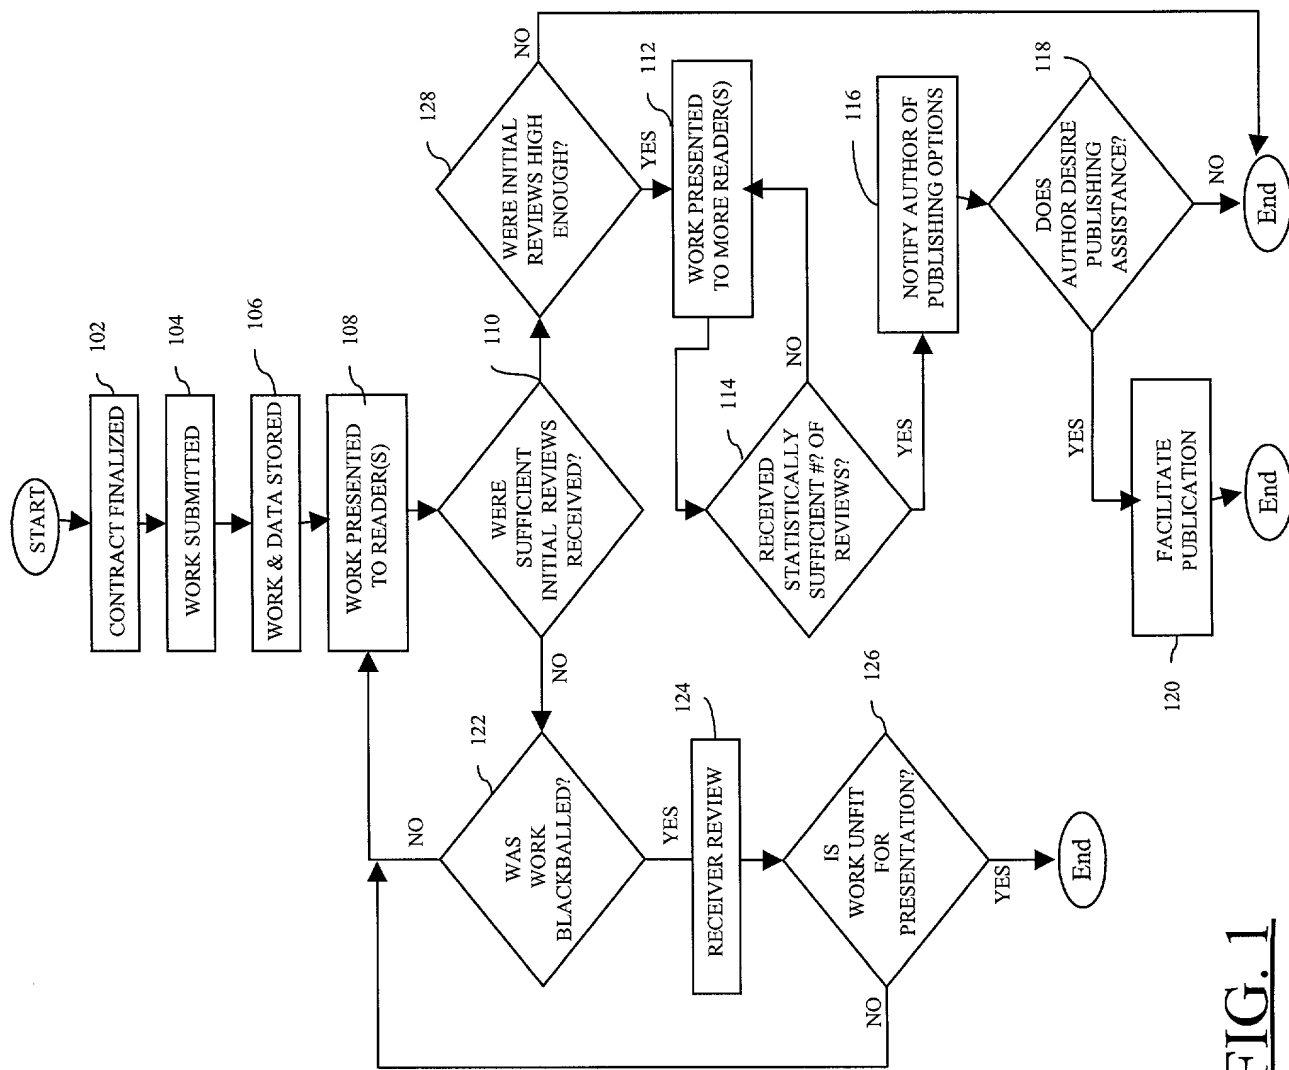 START
102
CONTRACT FINALIZED
104
WORK SUBMITTED
106
WORK & DATA STORED
108
WORK PRESENTED
TO READER(S)
110
WERE
SUFFICIENT
INITIAL REVIEWS
RECEIVED?
NO
122
WAS
WORK
BLACKBALLED?
NO
YES
124
RECEIVER REVIEW
126
IS
WORK UNFIT
FOR
PRESENTATION?
NO
YES
End
128
WERE INITIAL
REVIEWS HIGH
ENOUGH?
NO
YES
112
WORK PRESENTED
TO MORE READER(S)
114
RECEIVED
STATISTICALLY
SUFFICIENT #? OF
REVIEWS?
NO
YES
116
NOTIFY AUTHOR OF
PUBLISHING OPTIONS
118
DOES
AUTHOR DESIRE
PUBLISHING
ASSISTANCE?
NO
End
YES
120
FACILITATE
PUBLICATION
End
FIG. 1